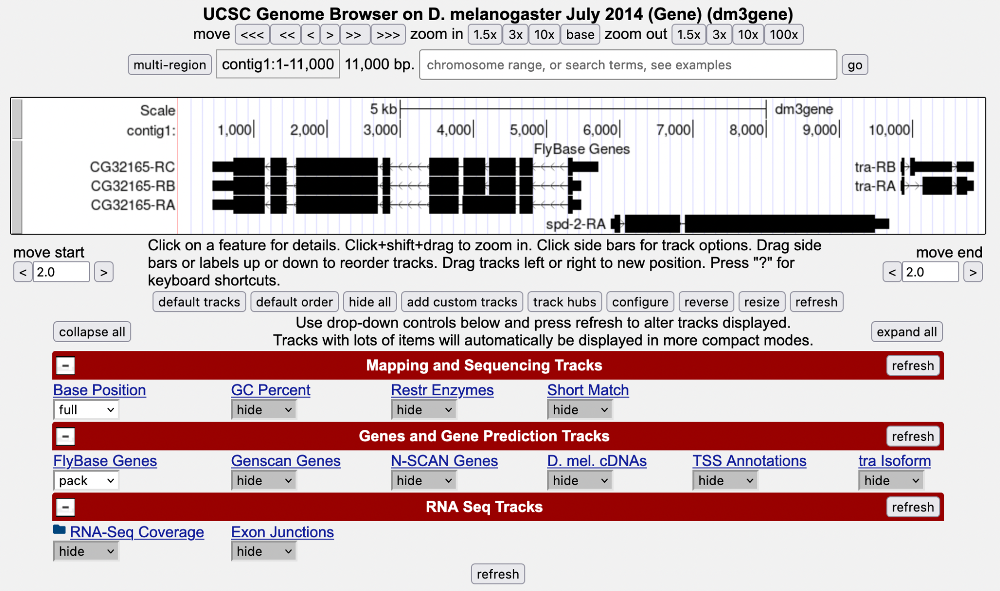 UCSC Genome Browser on D. melanogaster July 2014 (Gene) (dm3gene)
move <<< << < > >> >>> zoom in 1.5x 3x 10x base zoom out 1.5x 3x 10x 100x
multi-region contig1:1-11,000 11,000 bp. chromosome range, or search terms, see examples go
Scale 5 kb dm3gene
contig1: 1,000 2,000 3,000 4,000 5,000 6,000 7,000 8,000 9,000 10,000
FlyBase Genes
CG32165-RC tra-RB
CG32165-RB tra-RA
CG32165-RA
spd-2-RA
move start
< 2.0 >
Click on a feature for details. Click+shift+drag to zoom in. Click side bars for track options. Drag side
bars or labels up or down to reorder tracks. Drag tracks left or right to new position. Press "?" for
keyboard shortcuts.
move end
< 2.0 >
default tracks default order hide all add custom tracks track hubs configure reverse resize refresh
collapse all
Use drop-down controls below and press refresh to alter tracks displayed.
Tracks with lots of items will automatically be displayed in more compact modes.
expand all
- Mapping and Sequencing Tracks refresh
Base Position GC Percent Restr Enzymes Short Match
full hide hide hide
- Genes and Gene Prediction Tracks refresh
FlyBase Genes Genscan Genes N-SCAN Genes D. mel. cDNAs TSS Annotations tra Isoform
pack hide hide hide hide hide
- RNA Seq Tracks refresh
RNA-Seq Coverage Exon Junctions
hide hide
refresh